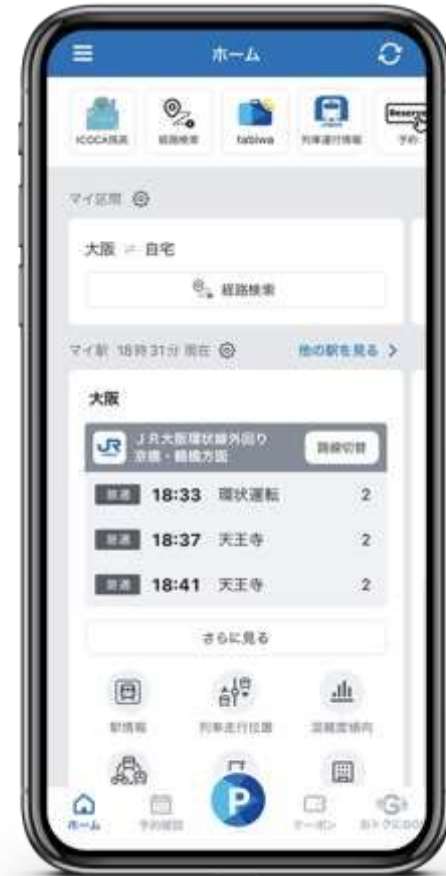 ホーム
ICOCA残高
経路検索
tabiwa
列車運行情報
Reserve
予約
マイ区間
大阪 ⇌ 自宅
経路検索
マイ駅 18時31分 現在
他の駅を見る >
大阪
JR
JR大阪環状線外回り
京橋・鶴橋方面
路線切替
普通 18:33 環状運転 2
普通 18:37 天王寺 2
普通 18:41 天王寺 2
さらに見る
駅情報
列車走行位置
混雑度傾向
ホーム
予約確認
P
クーポン